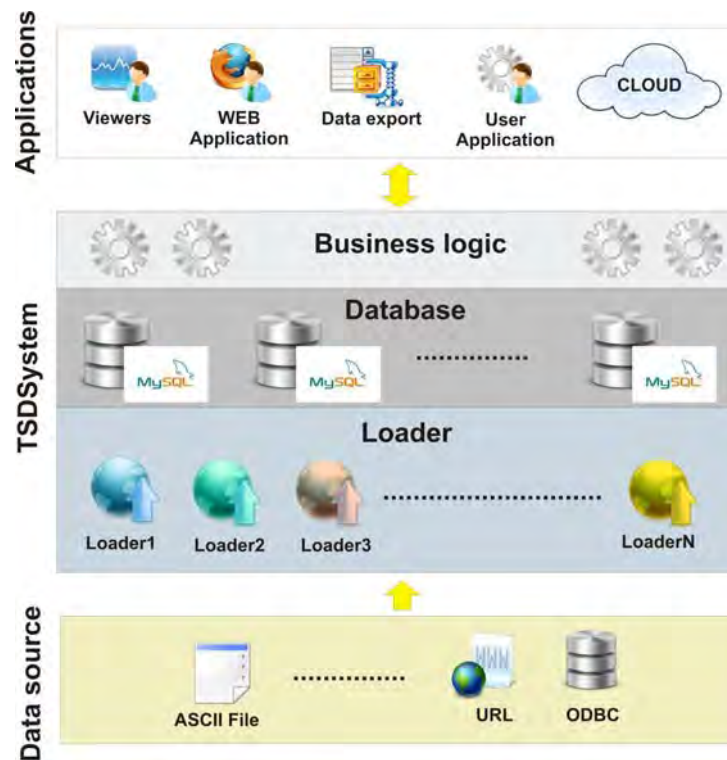 Applications
Viewers
WEB
Application
Data export
User
Application
CLOUD
TSDSystem
Business logic
Database
MySQL
MySQL
MySQL
Loader
Loader1
Loader2
Loader3
LoaderN
Data source
ASCII File
WWW
URL
ODBC